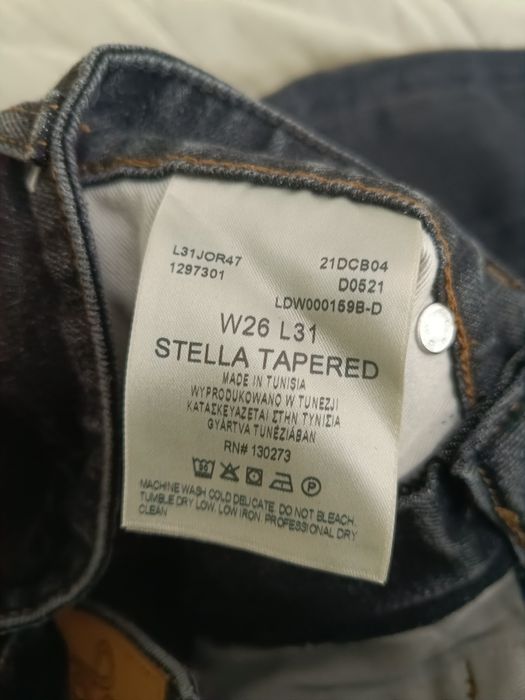 L31JOR47
1297301
21DCB04
D0521
LDW000159B-D
W26 L31
STELLA TAPERED
MADE IN TUNISIA
WYPRODUKOWANO W TUNEZJI
ΚΑΤΑΣΚΕΥΑΖΕΤΑΙ ΣΤΗΝ ΤΥΝΙΣΙΑ
GYÁRTVA TUNÉZIÁBAN
RN# 130273
P
MACHINE WASH COLD DELICATE. DO NOT BLEACH.
TUMBLE DRY LOW. LOW IRON. PROFESSIONAL DRY
CLEAN